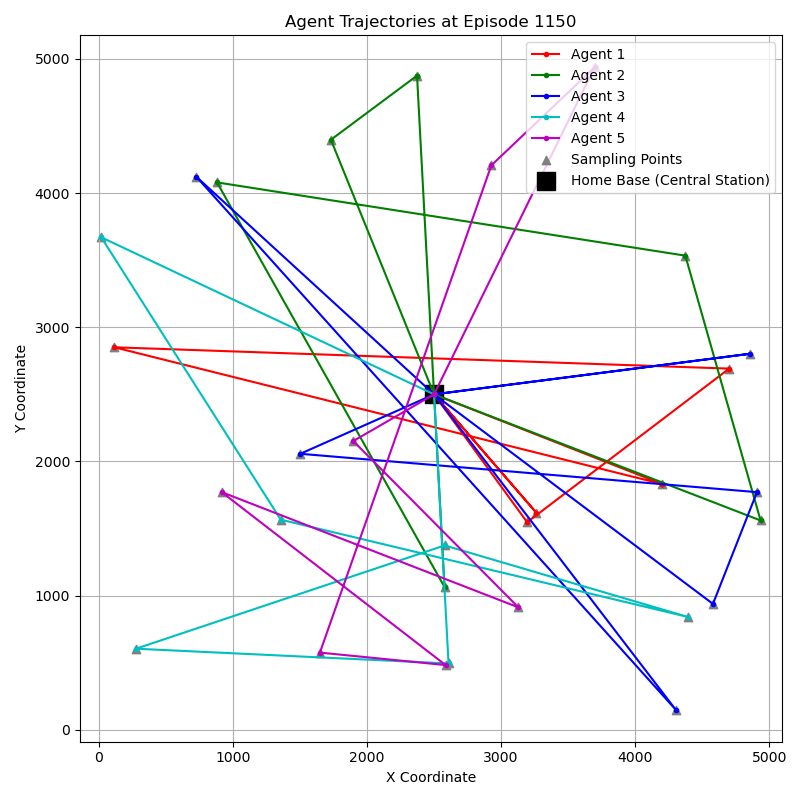 Agent Trajectories at Episode 1150
Agent 1
Agent 2
Agent 3
Agent 4
Agent 5
Sampling Points
Home Base (Central Station)
Y Coordinate
5000
4000
3000
2000
1000
0
0 1000 2000 3000 4000 5000
X Coordinate